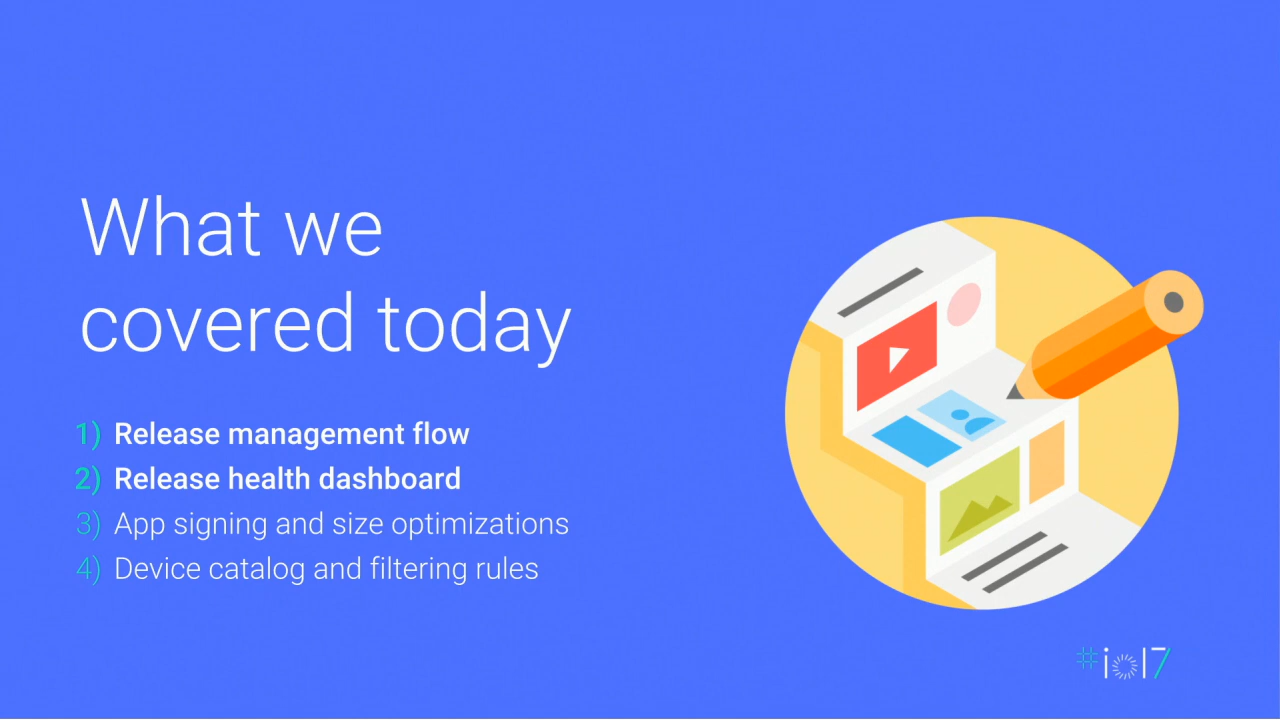 What we
covered today
1) Release management flow
2) Release health dashboard
3) App signing and size optimizations
4) Device catalog and filtering rules
#io17